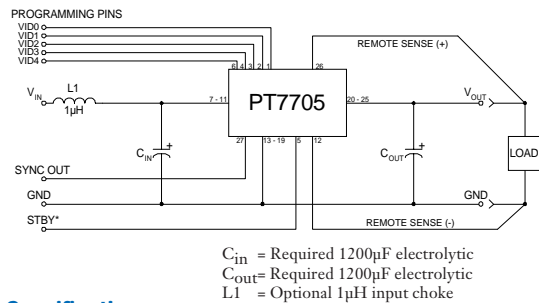 PROGRAMMING PINS
VID0
VID1
VID2
VID3
VID4
6 4 3 2 1
26
REMOTE SENSE (+)
L1
VIN
1µH
7 - 11
PT7705
20 - 25
VOUT
CIN
+
COUT
+
LOAD
27
13 - 19
5
12
SYNC OUT
GND
GND
STBY*
REMOTE SENSE (-)
Cin = Required 1200µF electrolytic
Cout= Required 1200µF electrolytic
L1 = Optional 1µH input choke